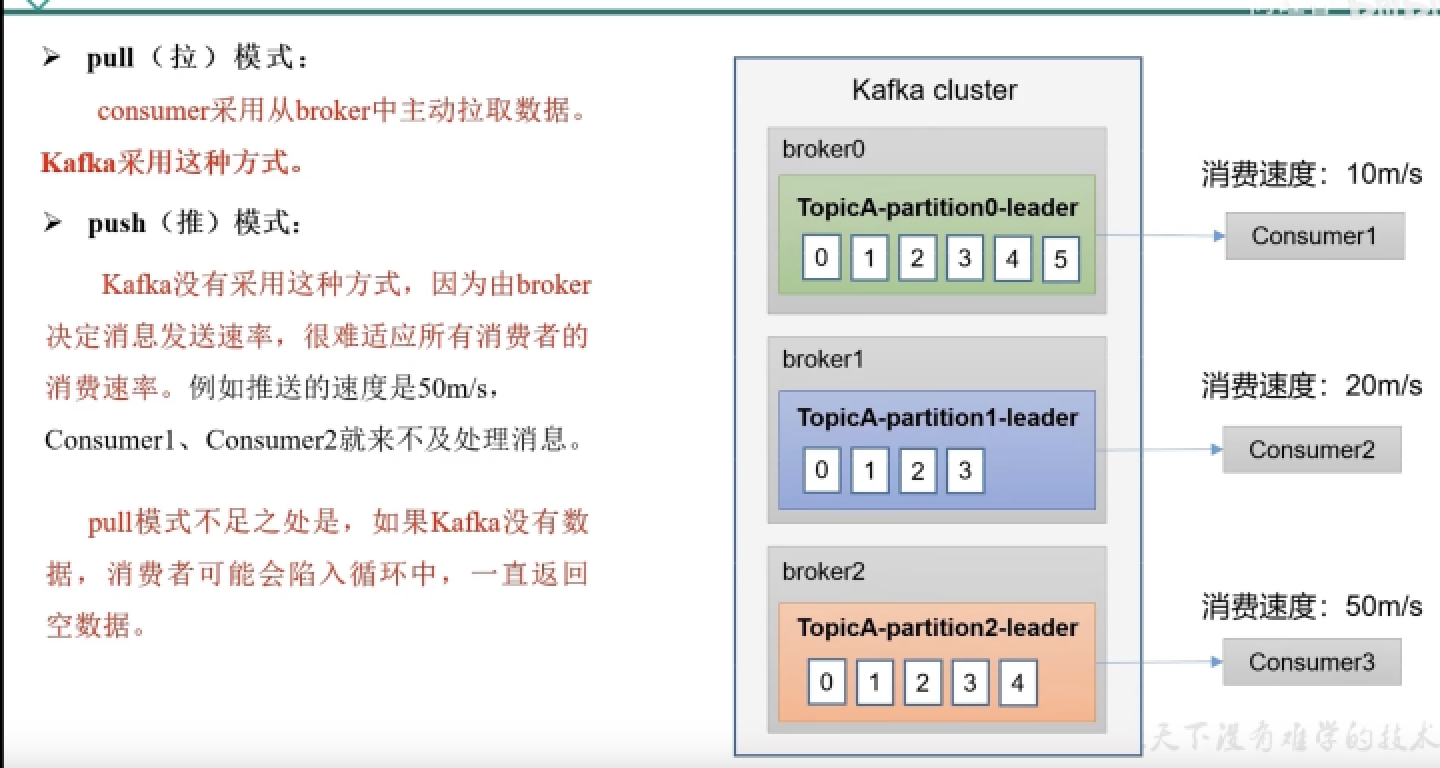 ➢ pull（拉）模式：
consumer采用从broker中主动拉取数据。
Kafka采用这种方式。
➢ push（推）模式：
Kafka没有采用这种方式，因为由broker
决定消息发送速率，很难适应所有消费者的
消费速率。例如推送的速度是50m/s，
Consumer1、Consumer2就来不及处理消息。
pull模式不足之处是，如果Kafka没有数
据，消费者可能会陷入循环中，一直返回
空数据。
Kafka cluster
broker0
TopicA-partition0-leader
0 1 2 3 4 5
消费速度：10m/s
Consumer1
broker1
TopicA-partition1-leader
0 1 2 3
消费速度：20m/s
Consumer2
broker2
TopicA-partition2-leader
0 1 2 3 4
消费速度：50m/s
Consumer3
天下没有难学的技术